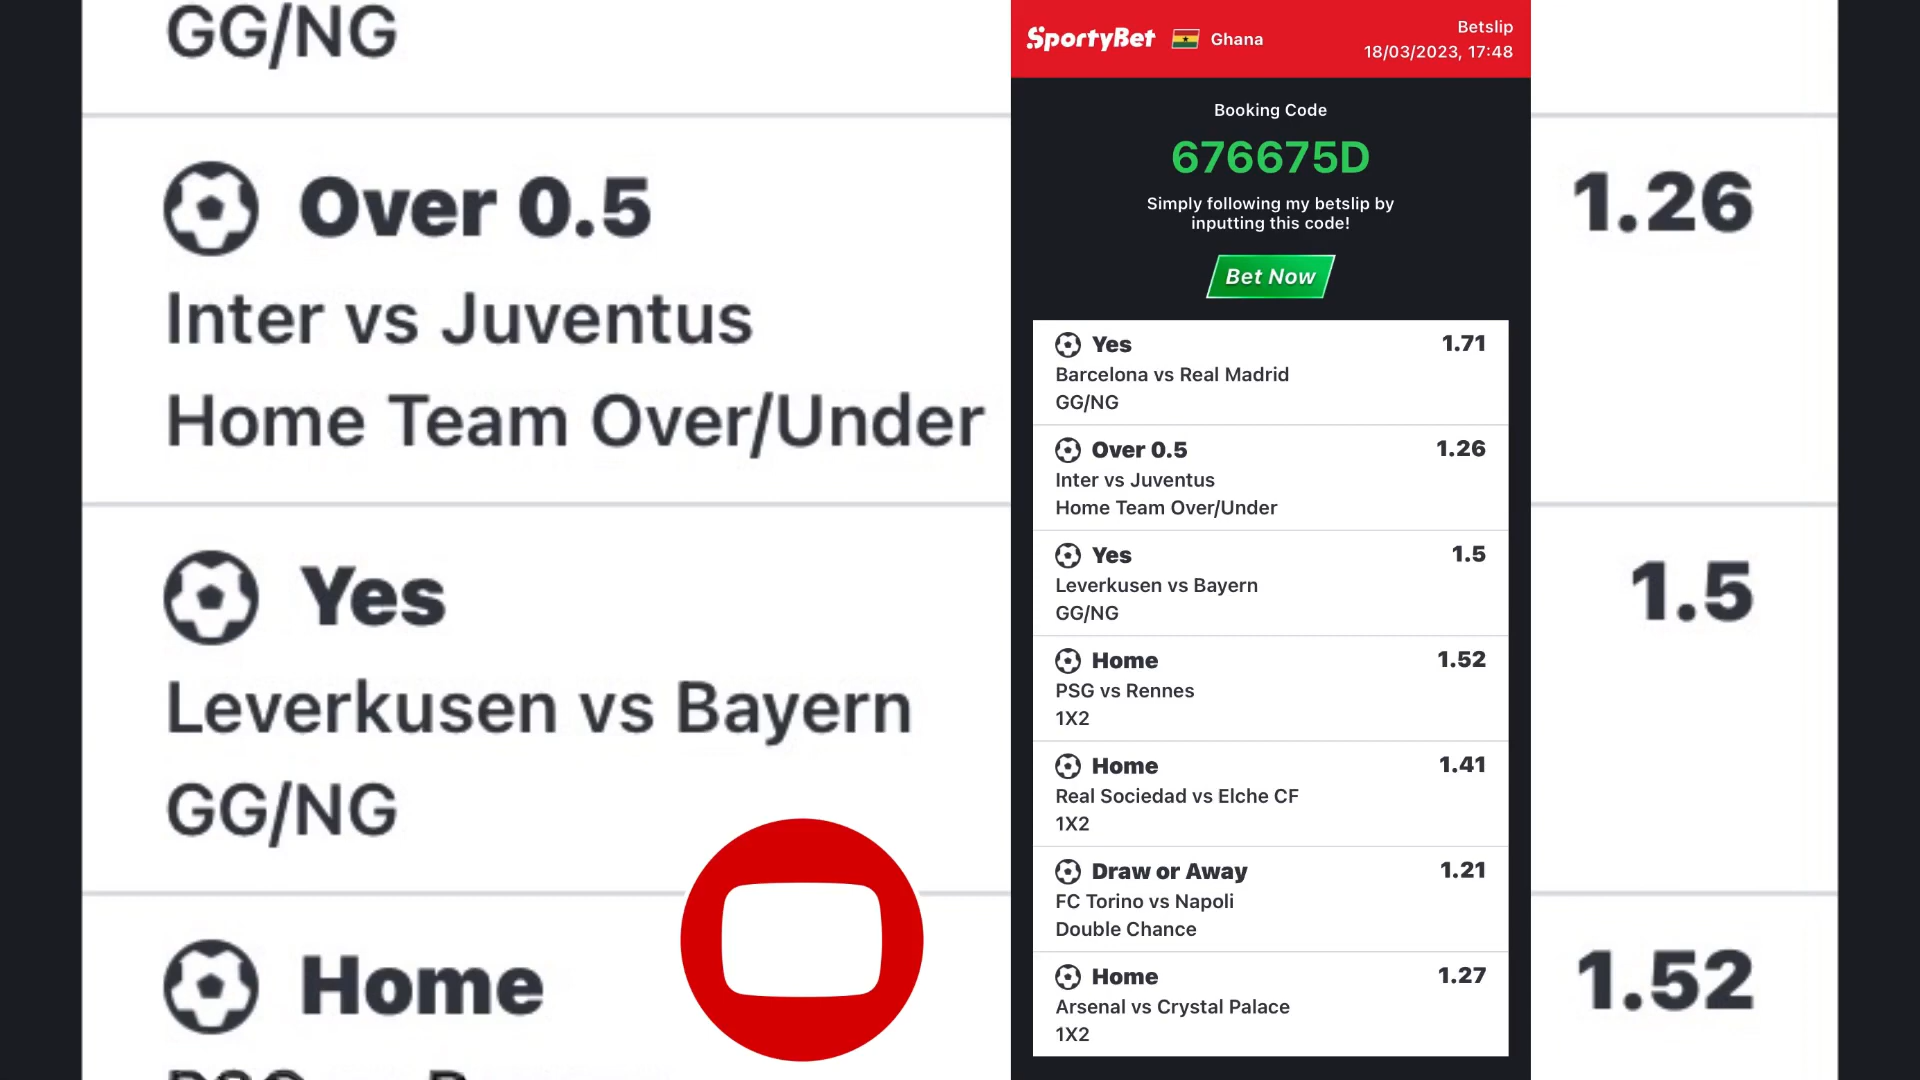 GG/NG
Over 0.5
1.26
Inter vs Juventus
Home Team Over/Under
Yes
1.5
Leverkusen vs Bayern
GG/NG
Home
1.52
SportyBet
Ghana
Betslip
18/03/2023, 17:48
Booking Code
676675D
Simply following my betslip by
inputting this code!
Bet Now
Yes
1.71
Barcelona vs Real Madrid
GG/NG
Over 0.5
1.26
Inter vs Juventus
Home Team Over/Under
Yes
1.5
Leverkusen vs Bayern
GG/NG
Home
1.52
PSG vs Rennes
1X2
Home
1.41
Real Sociedad vs Elche CF
1X2
Draw or Away
1.21
FC Torino vs Napoli
Double Chance
Home
1.27
Arsenal vs Crystal Palace
1X2